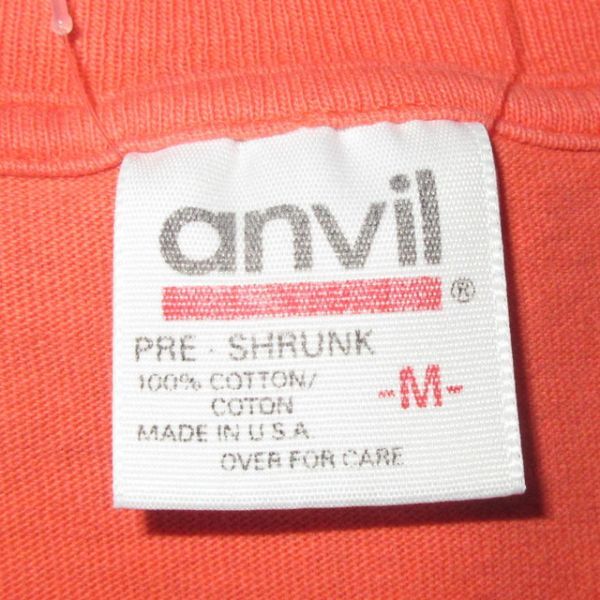 anvil ®
PRE - SHRUNK
100% COTTON/
COTON
-M-
MADE IN U.S.A
OVER FOR CARE